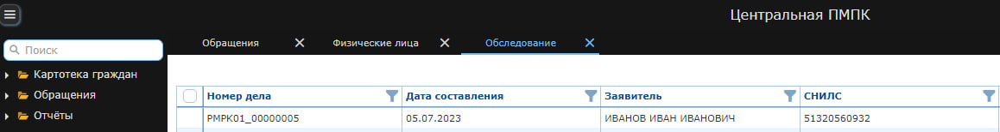 Центральная ПМПК
Поиск
Картотека граждан
Обращения
Отчёты
Обращения Физические лица Обследование
Номер дела Дата составления Заявитель СНИЛС
РМРК01_00000005 05.07.2023 ИВАНОВ ИВАН ИВАНОВИЧ 51320560932